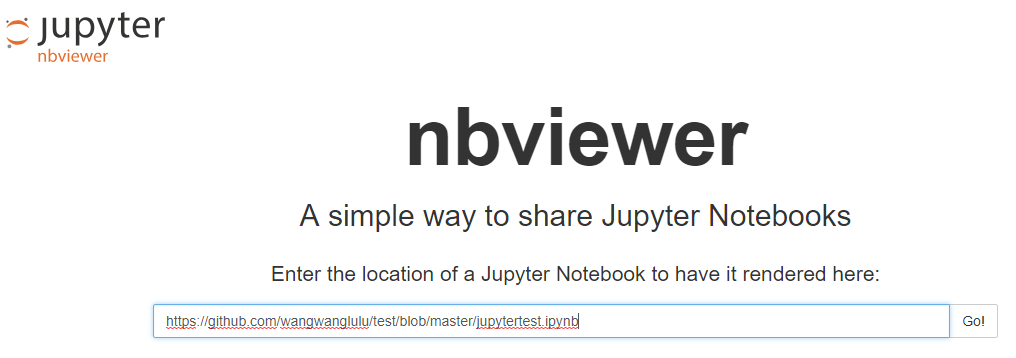 jupyter
nbviewer
nbviewer
A simple way to share Jupyter Notebooks
Enter the location of a Jupyter Notebook to have it rendered here:
https://github.com/wangwanglulu/test/blob/master/jupytertest.ipynb Go!